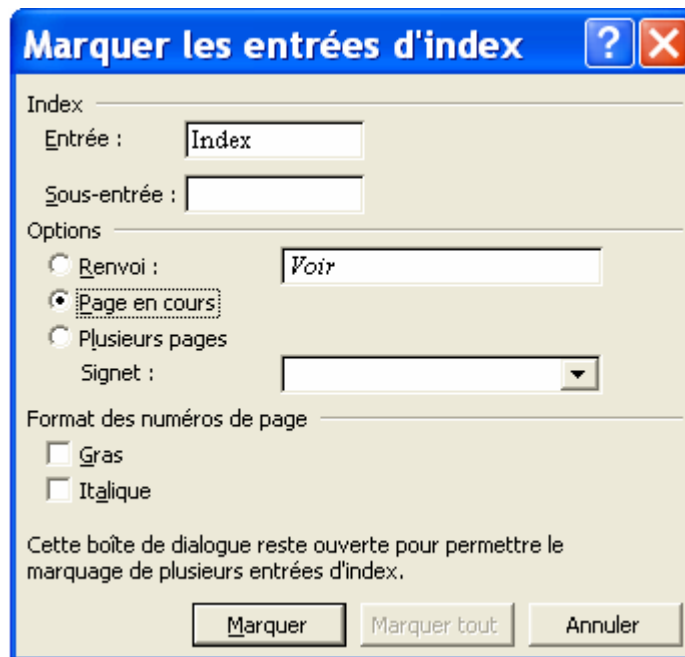 Marquer les entrées d'index
Index
Entrée : Index
Sous-entrée :
Options
Renvoi : Voir
Page en cours
Plusieurs pages
Signet :
Format des numéros de page
Gras
Italique
Cette boîte de dialogue reste ouverte pour permettre le
marquage de plusieurs entrées d'index.
Marquer Marquer tout Annuler